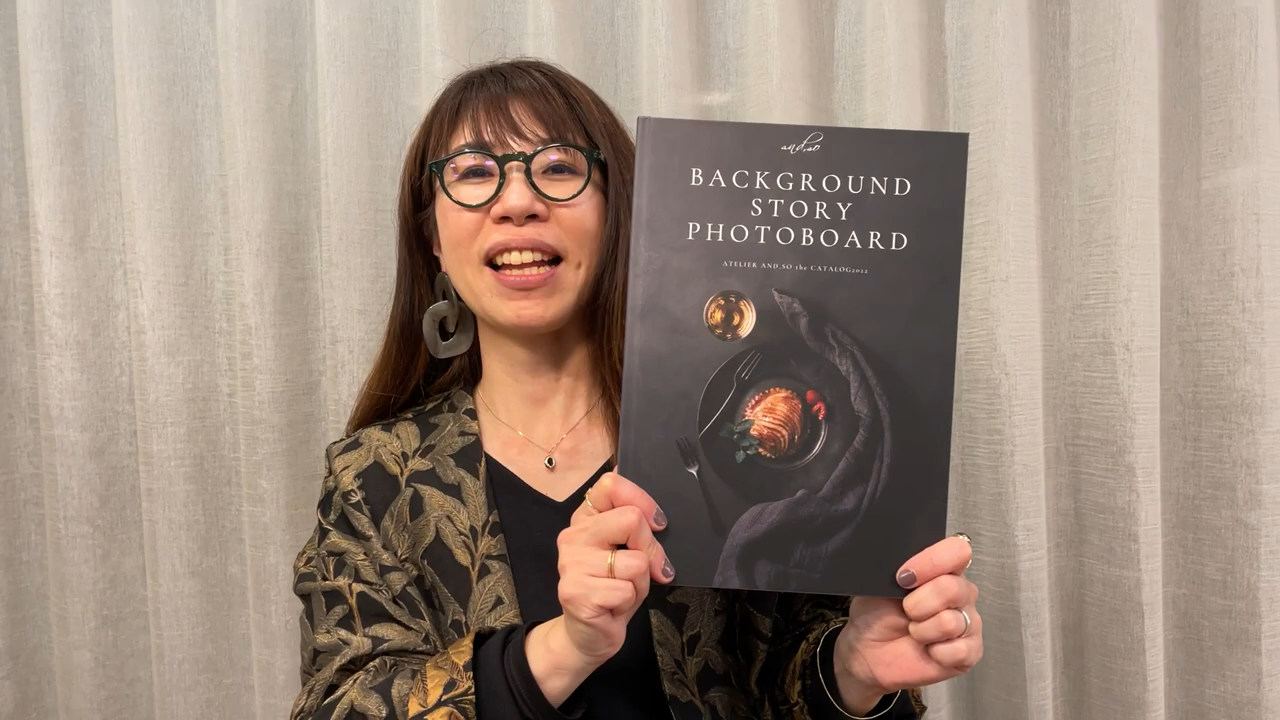 and,so
BACKGROUND
STORY
PHOTOBOARD
ATELIER AND,SO the CATALOG2022